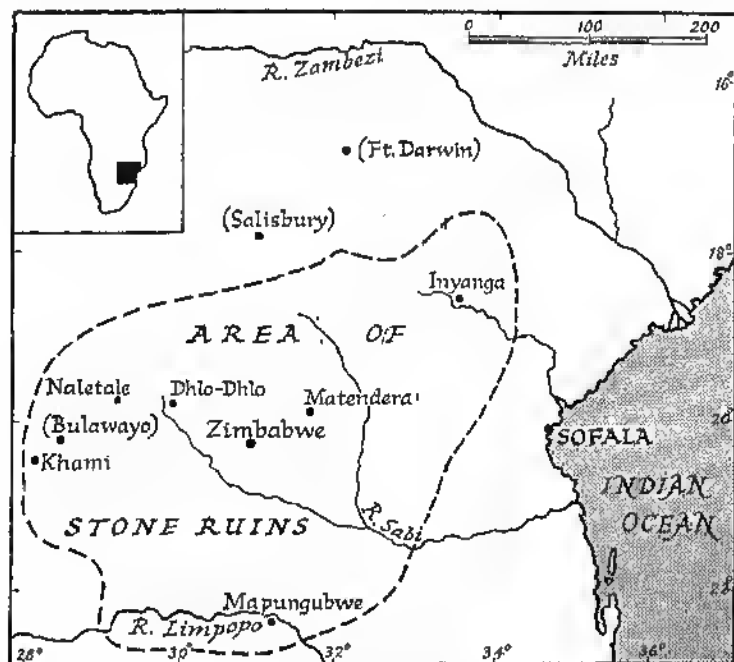 0 100 200
Miles
R. Zambezi
16°
(Ft. Darwin)
(Salisbury)
18°
Inyanga
AREA OF
Naletale
Dhlo-Dhlo
Matendera
(Bulawayo)
Zimbabwe
20
SOFALA
Khami
INDIAN
OCEAN
STONE RUINS
R. Sabi
28°
Mapungubwe
R. Limpopo
28°
30°
32°
34°
36°